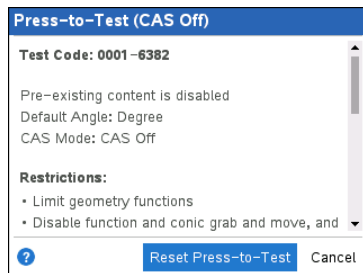 Press-to-Test (CAS Off)
Test Code: 0001-6382
Pre-existing content is disabled
Default Angle: Degree
CAS Mode: CAS Off
Restrictions:
• Limit geometry functions
• Disable function and conic grab and move, and
?
Reset Press-to-Test
Cancel